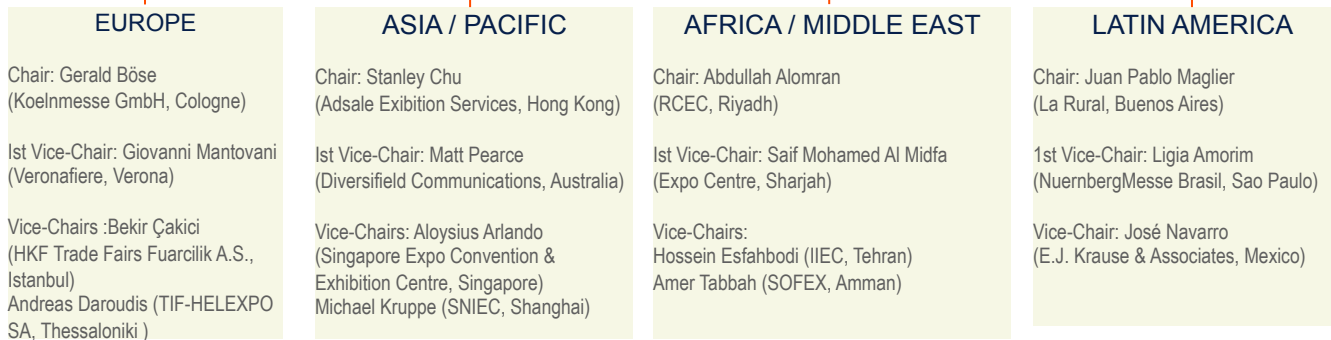 EUROPE
Chair: Gerald Böse
(Koelnmesse GmbH, Cologne)
Ist Vice-Chair: Giovanni Mantovani
(Veronafiere, Verona)
Vice-Chairs :Bekir Çakici
(HKF Trade Fairs Fuarcilik A.S.,
Istanbul)
Andreas Daroudis (TIF-HELEXPO
SA, Thessaloniki )
ASIA / PACIFIC
Chair: Stanley Chu
(Adsale Exibition Services, Hong Kong)
Ist Vice-Chair: Matt Pearce
(Diversifield Communications, Australia)
Vice-Chairs: Aloysius Arlando
(Singapore Expo Convention &
Exhibition Centre, Singapore)
Michael Kruppe (SNIEC, Shanghai)
AFRICA / MIDDLE EAST
Chair: Abdullah Alomran
(RCEC, Riyadh)
Ist Vice-Chair: Saif Mohamed Al Midfa
(Expo Centre, Sharjah)
Vice-Chairs:
Hossein Esfahbodi (IIEC, Tehran)
Amer Tabbah (SOFEX, Amman)
LATIN AMERICA
Chair: Juan Pablo Maglier
(La Rural, Buenos Aires)
1st Vice-Chair: Ligia Amorim
(NuernbergMesse Brasil, Sao Paulo)
Vice-Chair: José Navarro
(E.J. Krause & Associates, Mexico)